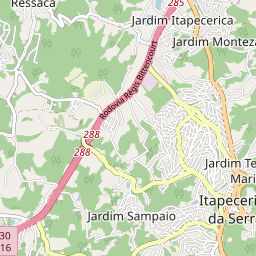 Ressaca
285
Jardim Itapecerica
Jardim Monteza
Rodovia Régis Bittencourt
288
288
Jardim Te
Mari
Itapeceri
da Serra
Jardim Sampaio
30
16